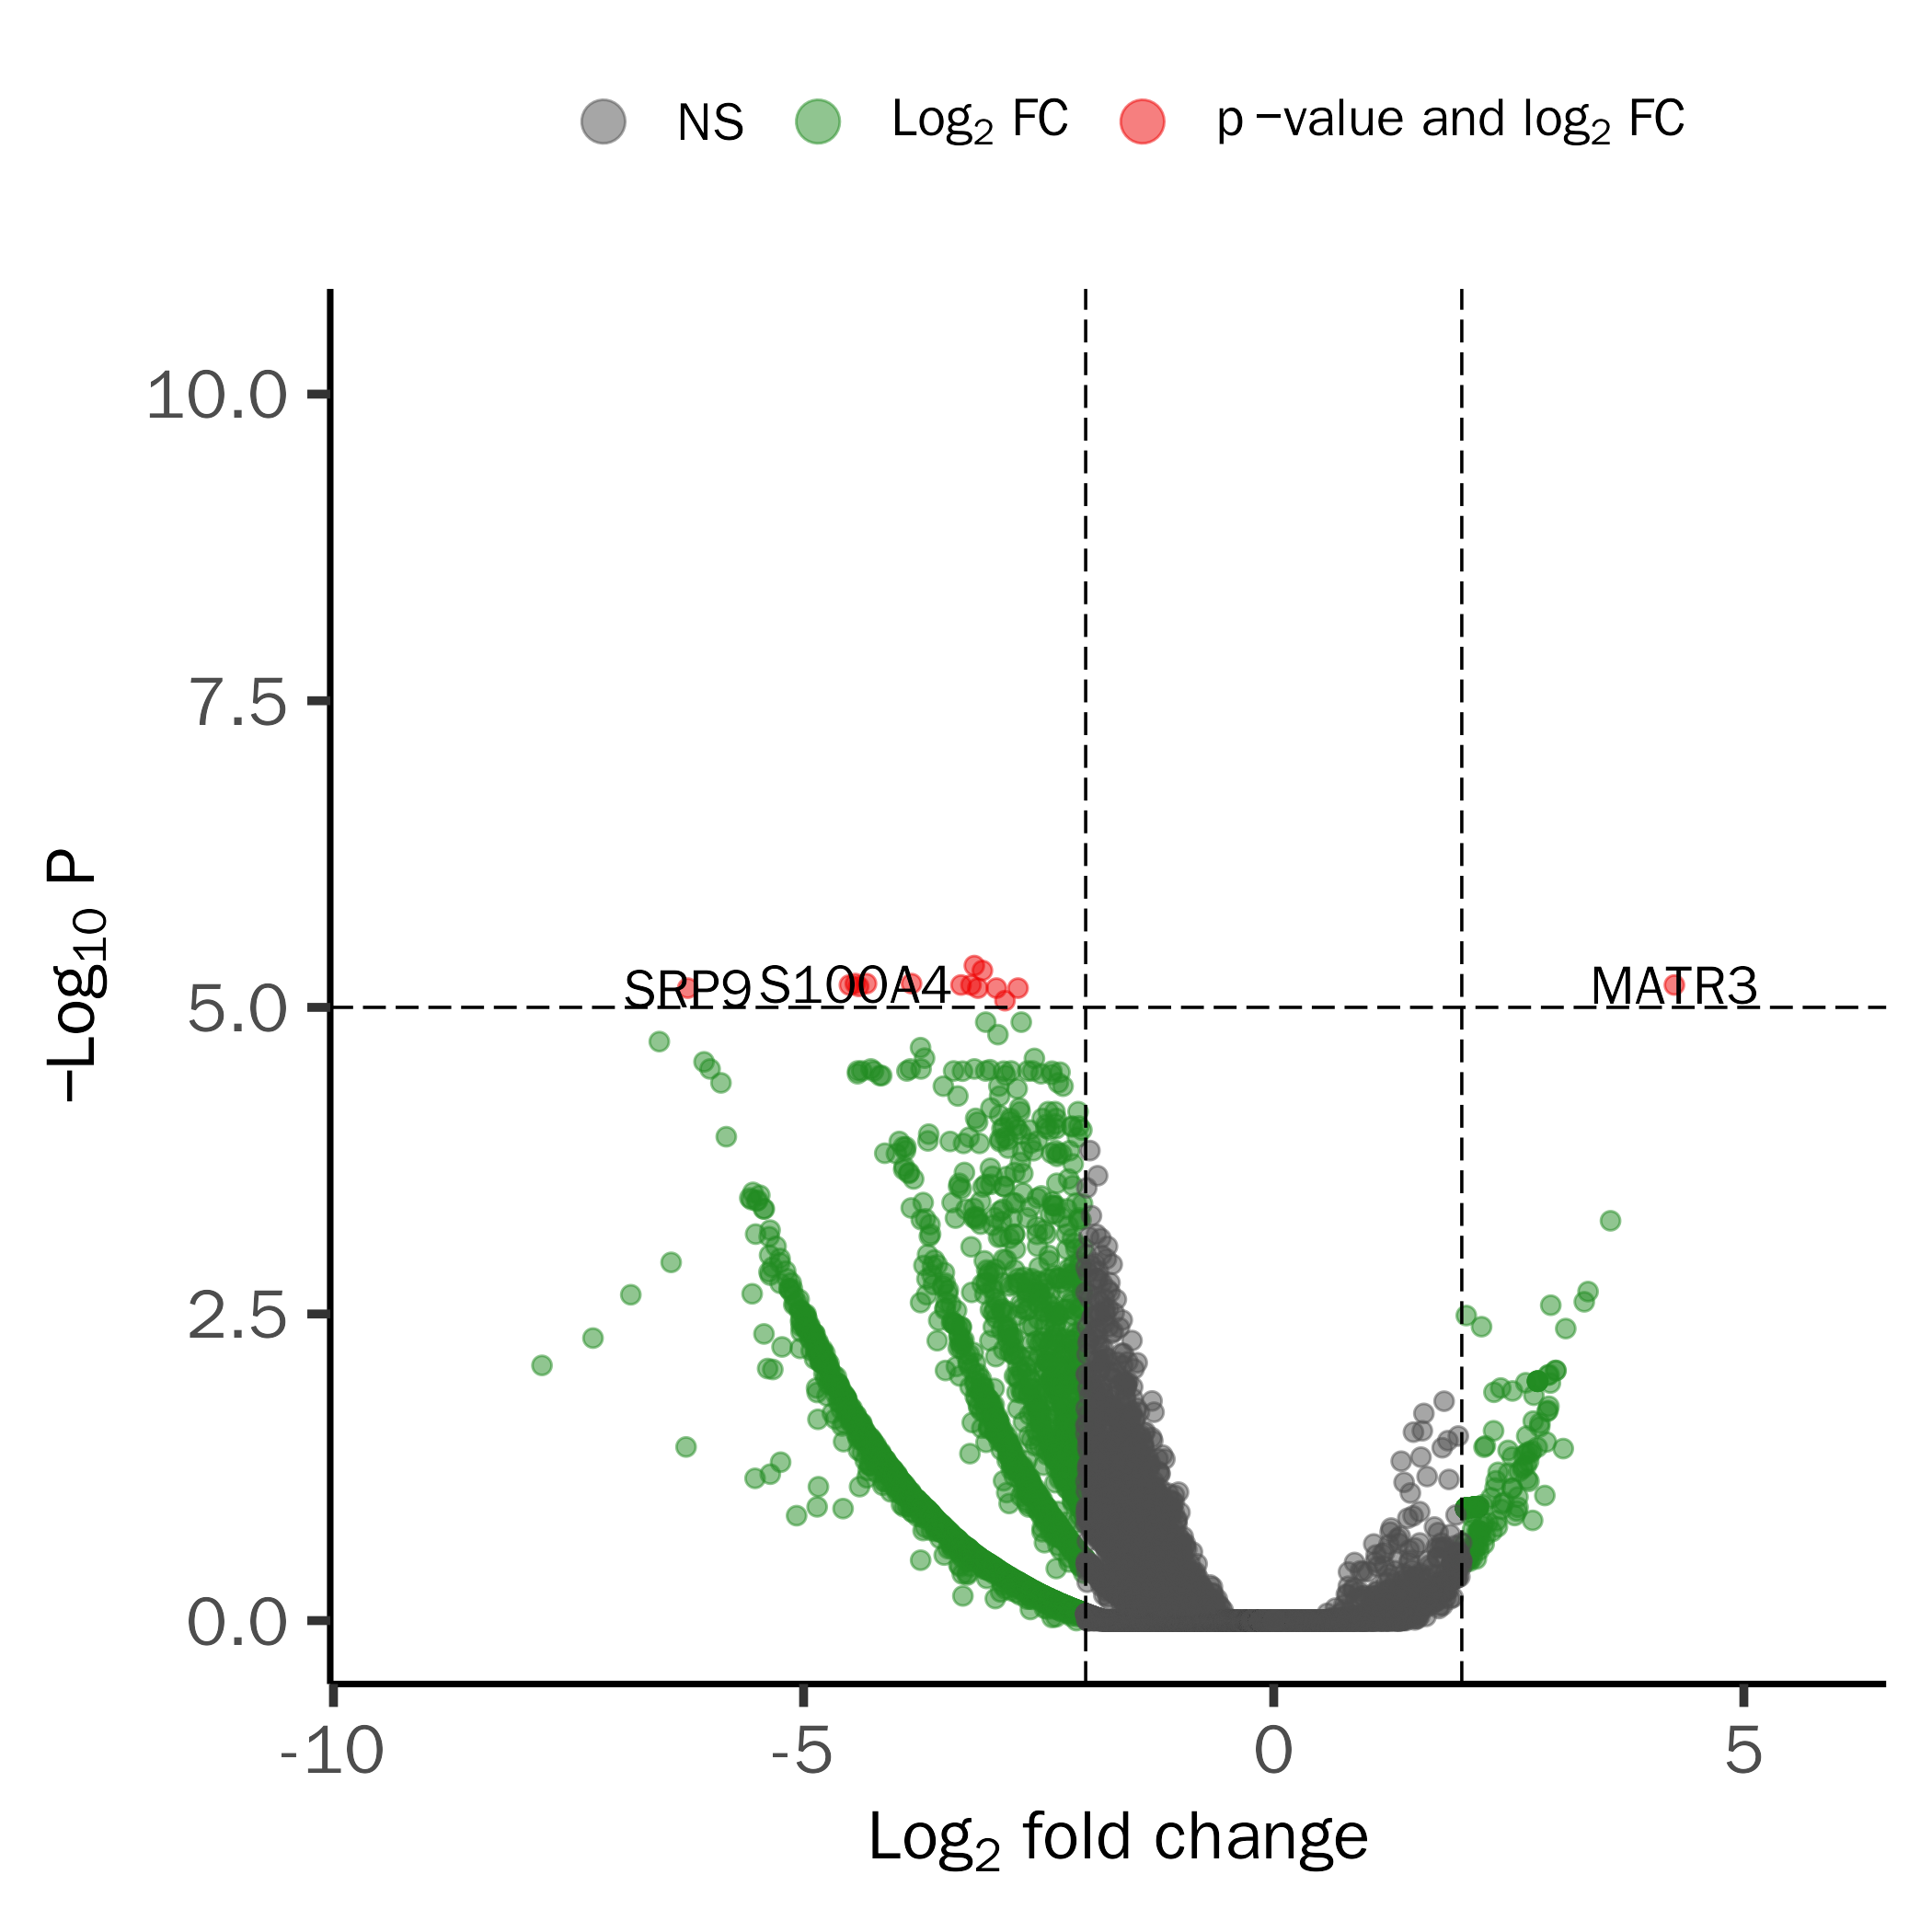 NS Log₂ FC p −value and log₂ FC
10.0
7.5
5.0
2.5
0.0
−Log₁₀ P
SRP9 S100A4 MATR3
-10 -5 0 5
Log₂ fold change